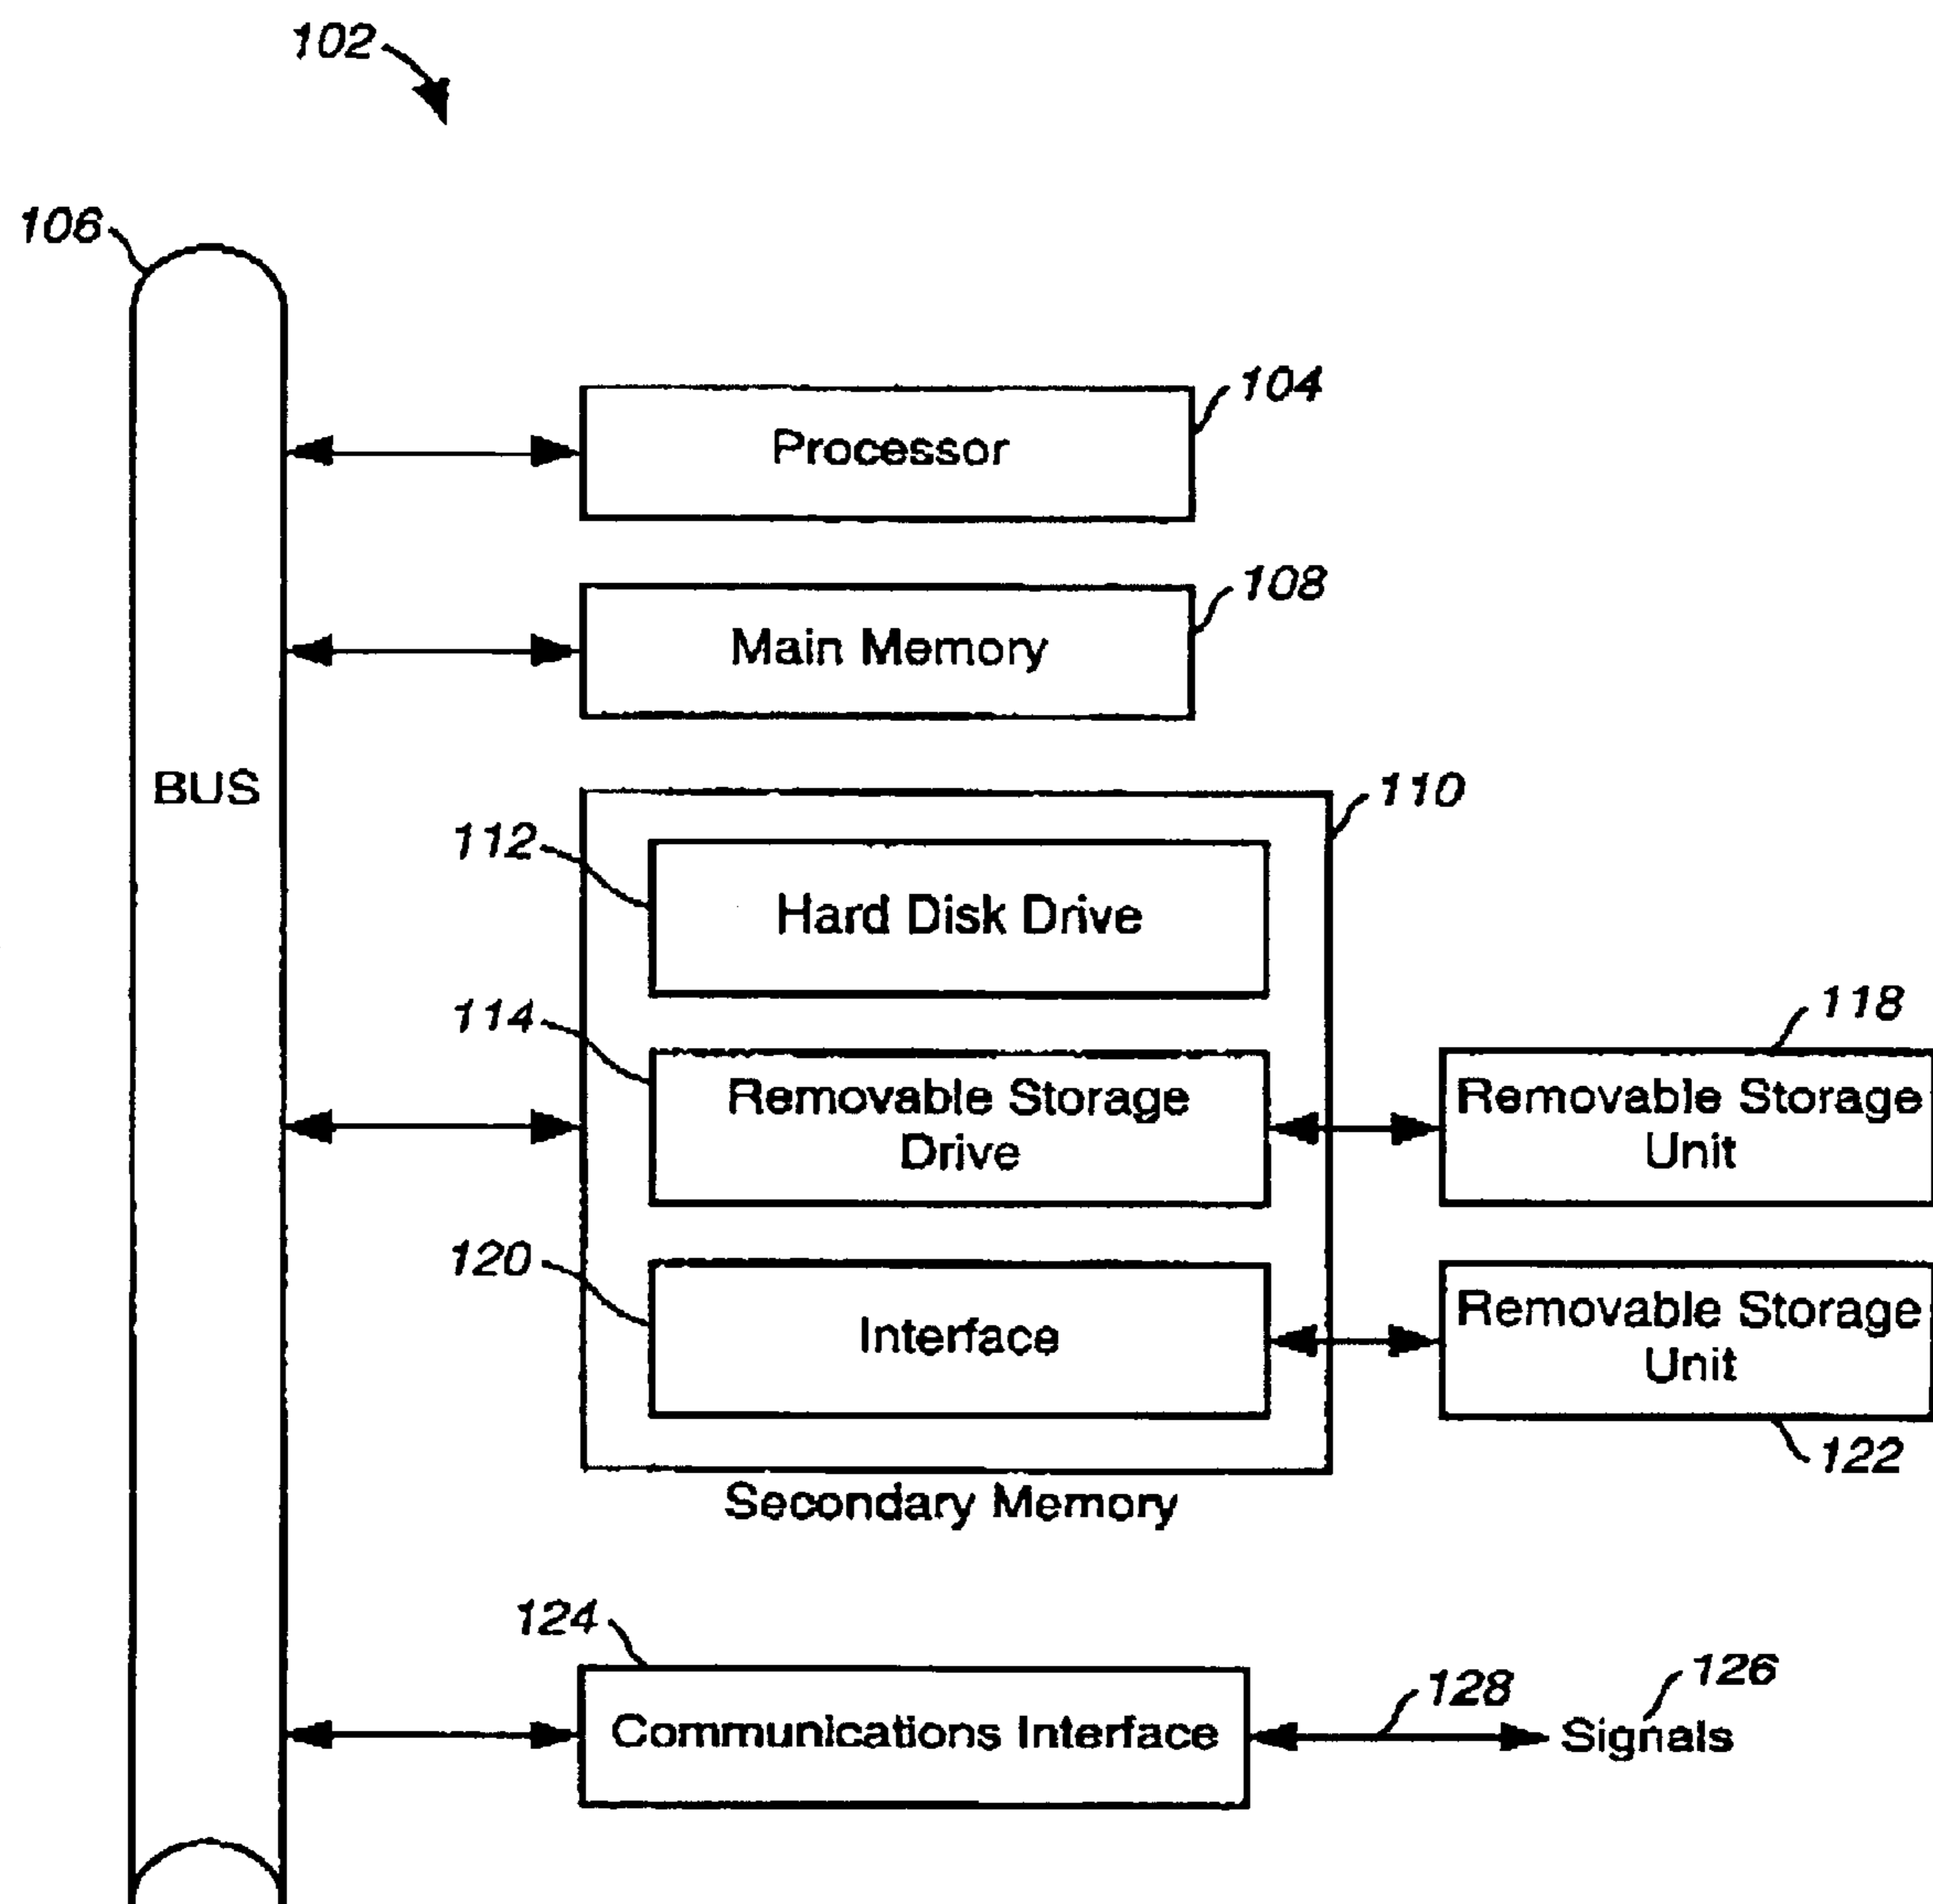 102
106
104
Processor
108
Main Memory
BUS
110
112
Hard Disk Drive
114
Removable Storage
Drive
118
Removable Storage
Unit
120
Interface
Removable Storage
Unit
122
Secondary Memory
124
Communications Interface
128
126
Signals